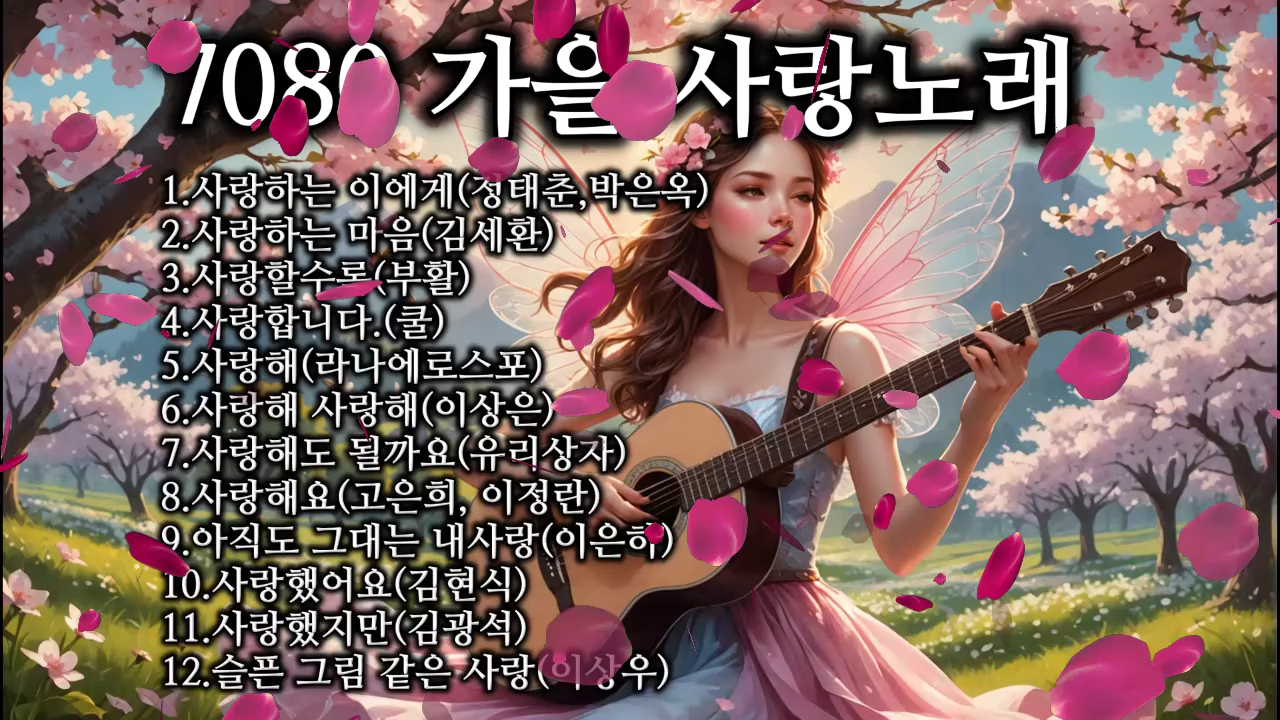 7080 가을 사랑노래
1.사랑하는 이에게(정태춘,박은옥)
2.사랑하는 마음(김세환)
3.사랑할수록(부활)
4.사랑합니다.(쿨)
5.사랑해(라나에로스포)
6.사랑해 사랑해(이상은)
7.사랑해도 될까요(유리상자)
8.사랑해요(고은희, 이정란)
9.아직도 그대는 내사랑(이은하)
10.사랑했어요(김현식)
11.사랑했지만(김광석)
12.슬픈 그림 같은 사랑(이상우)